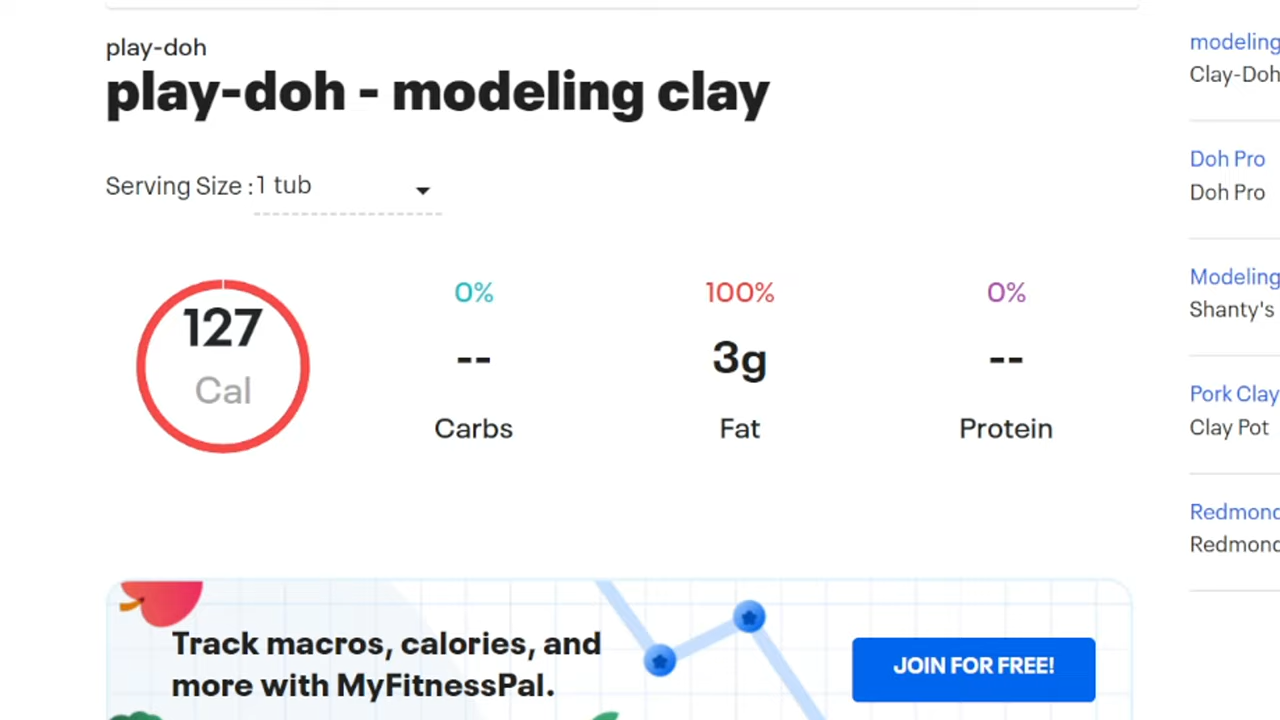 play-doh
play-doh - modeling clay
Serving Size : 1 tub
127
Cal
0%
--
Carbs
100%
3g
Fat
0%
--
Protein
Track macros, calories, and
more with MyFitnessPal.
JOIN FOR FREE!
modeling
Clay-Doh
Doh Pro
Doh Pro
Modeling
Shanty's
Pork Clay
Clay Pot
Redmond
Redmond